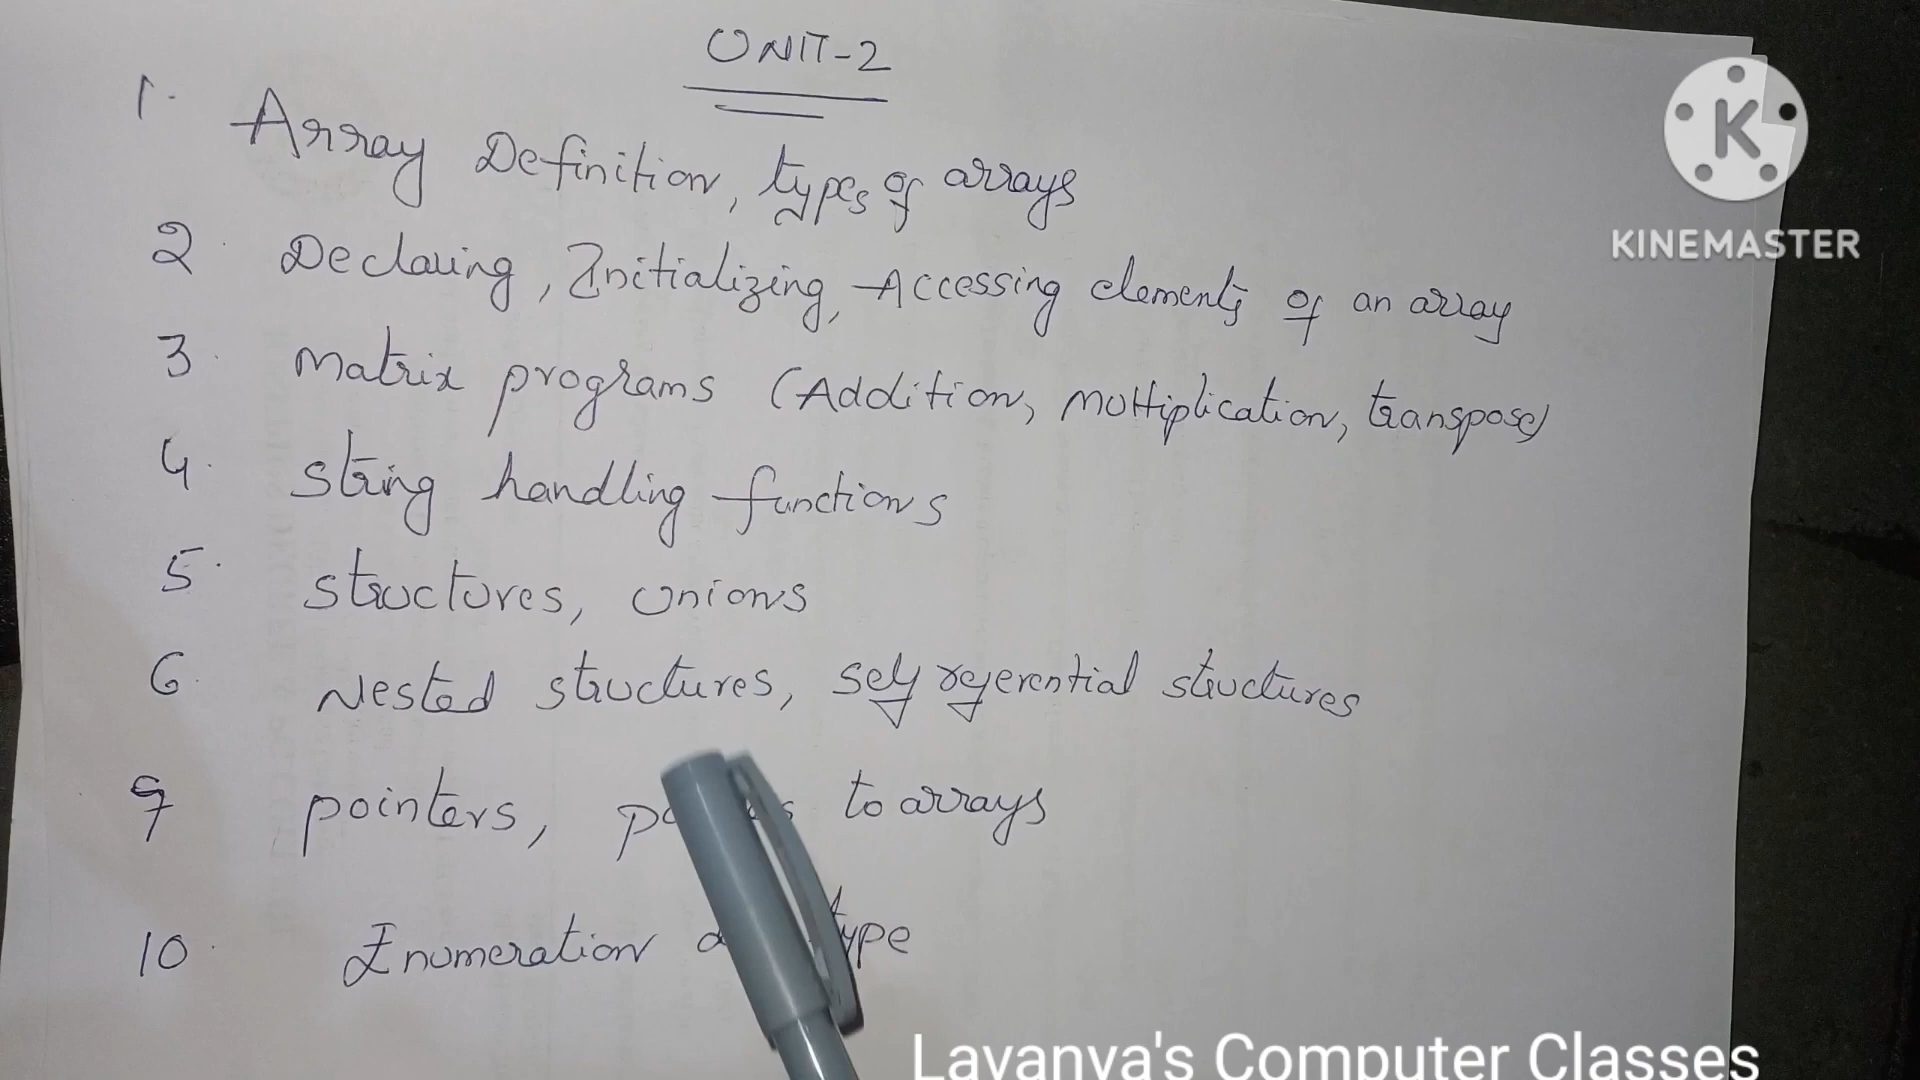 UNIT-2
1. Array Definition, types of arrays
2. Declaring, Initializing, Accessing elements of an array
3. Matrix programs (Addition, multiplication, transpose)
4. string handling functions
5. structures, unions
6. Nested structures, self referential structures
9 pointers, to arrays
10. Enumeration type
K
KINEMASTER
Lavanya's Computer Classes